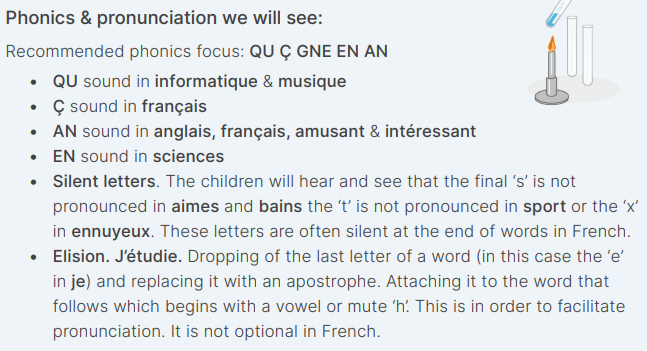 Phonics & pronunciation we will see:
Recommended phonics focus: QU Ç GNE EN AN
• QU sound in informatique & musique
• Ç sound in français
• AN sound in anglais, français, amusant & intéressant
• EN sound in sciences
• Silent letters. The children will hear and see that the final ‘s’ is not
pronounced in aimes and bains the ‘t’ is not pronounced in sport or the ‘x’
in ennuyeux. These letters are often silent at the end of words in French.
• Elision. J’étudie. Dropping of the last letter of a word (in this case the ‘e’
in je) and replacing it with an apostrophe. Attaching it to the word that
follows which begins with a vowel or mute ‘h’. This is in order to facilitate
pronunciation. It is not optional in French.